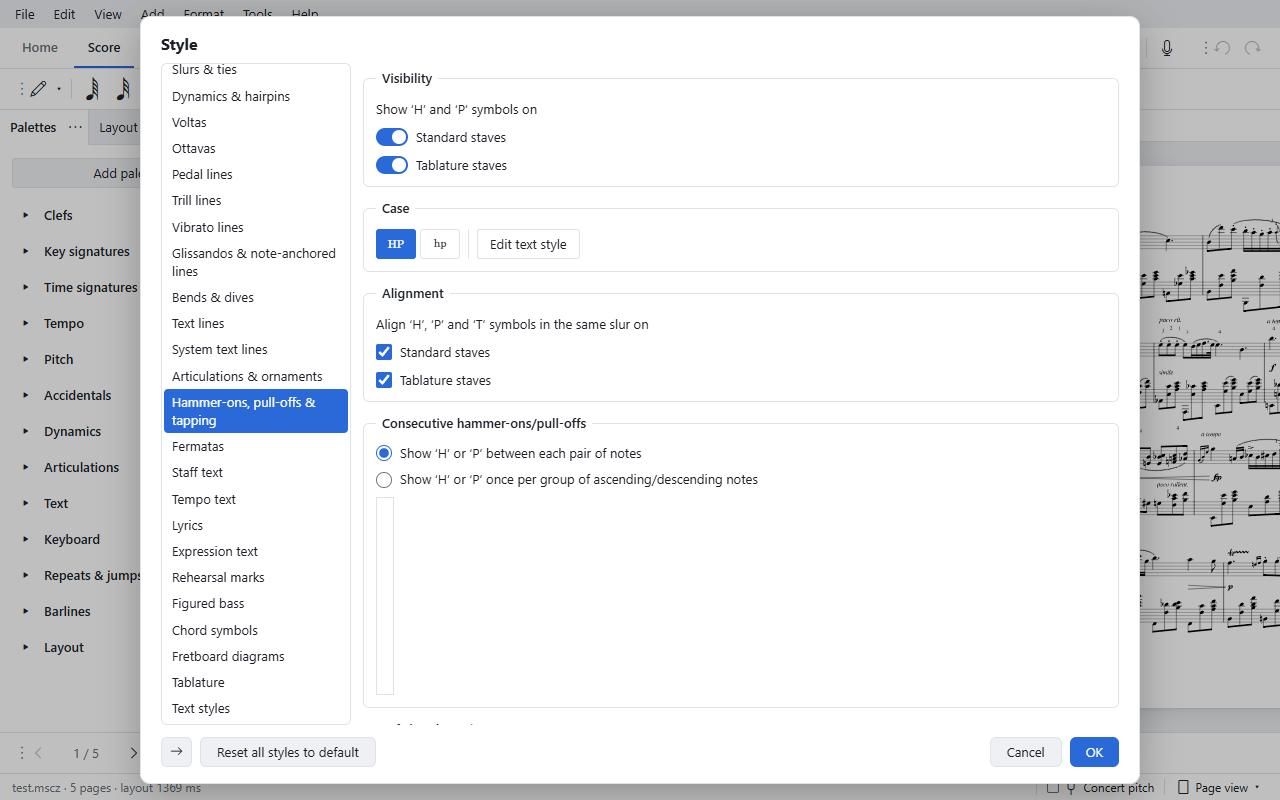 File Edit View Add Format Tools Help
Home Score
Palettes Layout
Clefs
Key signatures
Time signatures
Tempo
Pitch
Accidentals
Dynamics
Articulations
Text
Keyboard
Repeats & jumps
Barlines
Layout
1 / 5
Style
Slurs & ties
Dynamics & hairpins
Voltas
Ottavas
Pedal lines
Trill lines
Vibrato lines
Glissandos & note-anchored
lines
Bends & dives
Text lines
System text lines
Articulations & ornaments
Hammer-ons, pull-offs &
tapping
Fermatas
Staff text
Tempo text
Lyrics
Expression text
Rehearsal marks
Figured bass
Chord symbols
Fretboard diagrams
Tablature
Text styles
Visibility
Show ‘H’ and ‘P’ symbols on
Standard staves
Tablature staves
Case
HP hp Edit text style
Alignment
Align ‘H’, ‘P’ and ‘T’ symbols in the same slur on
Standard staves
Tablature staves
Consecutive hammer-ons/pull-offs
Show ‘H’ or ‘P’ between each pair of notes
Show ‘H’ or ‘P’ once per group of ascending/descending notes
Reset all styles to default Cancel OK
poco rit.
simile
a tempo
poco rallent.
test.mscz · 5 pages · layout 1369 ms
Concert pitch Page view